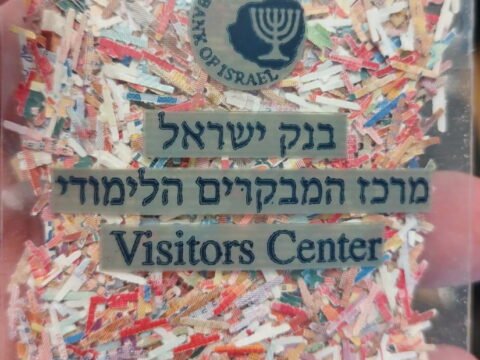 BANK OF ISRAEL
בנק ישראל
מרכז המבקרים הלימודי
Visitors Center